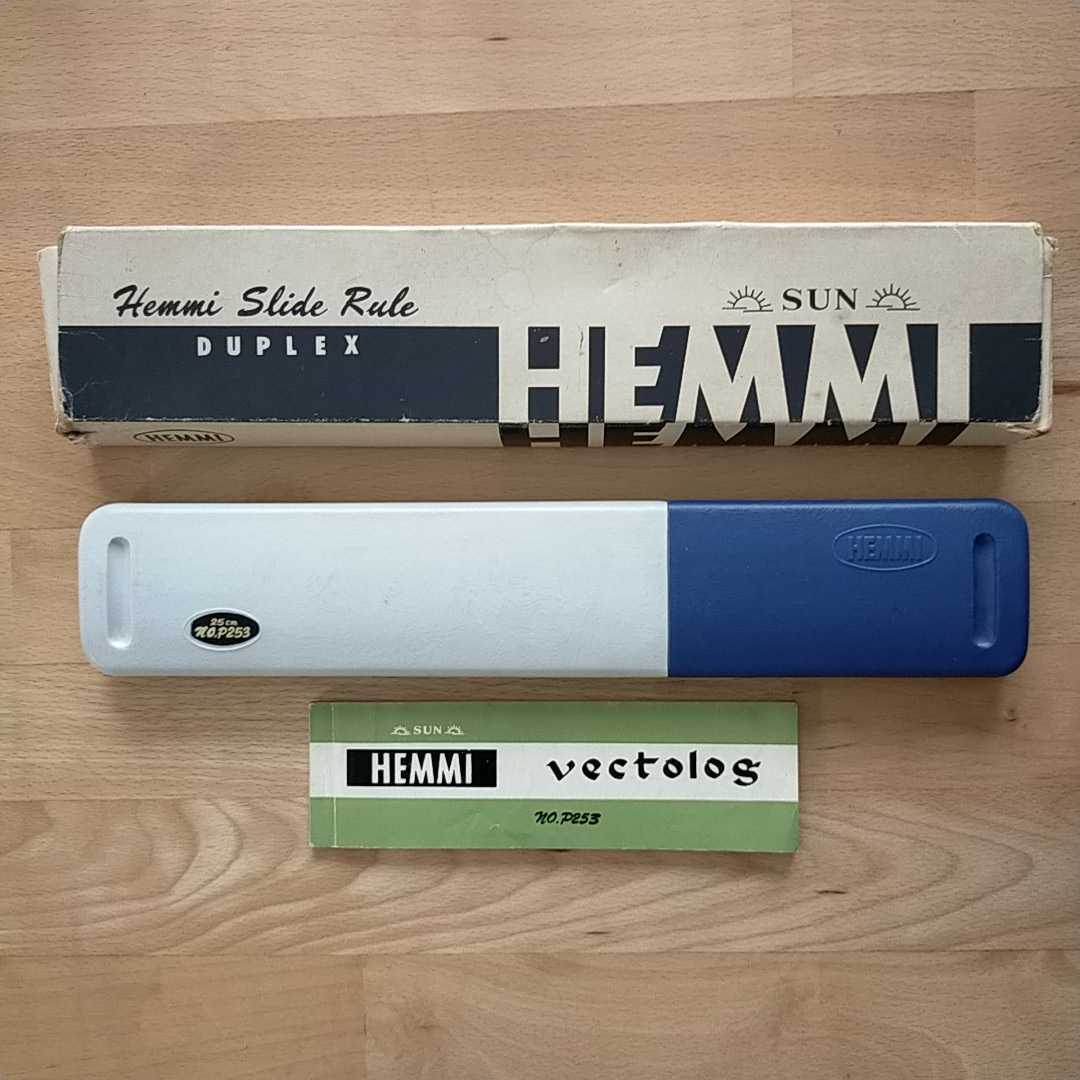 Hemmi Slide Rule
DUPLEX
SUN
HEMMI
HEMMI
HEMMI
HEMMI
25cm
NO.P253
SUN
HEMMI vectolog
NO.P253